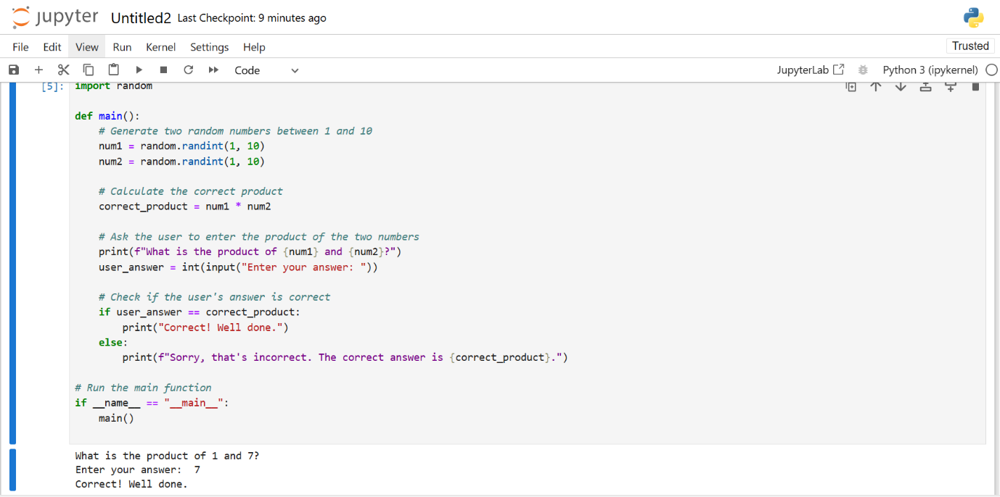 jupyter Untitled2 Last Checkpoint: 9 minutes ago
File Edit View Run Kernel Settings Help Trusted
Code JupyterLab Python 3 (ipykernel)
[5]: import random

def main():
    # Generate two random numbers between 1 and 10
    num1 = random.randint(1, 10)
    num2 = random.randint(1, 10)

    # Calculate the correct product
    correct_product = num1 * num2

    # Ask the user to enter the product of the two numbers
    print(f"What is the product of {num1} and {num2}?")
    user_answer = int(input("Enter your answer: "))

    # Check if the user's answer is correct
    if user_answer == correct_product:
        print("Correct! Well done.")
    else:
        print(f"Sorry, that's incorrect. The correct answer is {correct_product}.")

# Run the main function
if __name__ == "__main__":
    main()

What is the product of 1 and 7?
Enter your answer:  7
Correct! Well done.